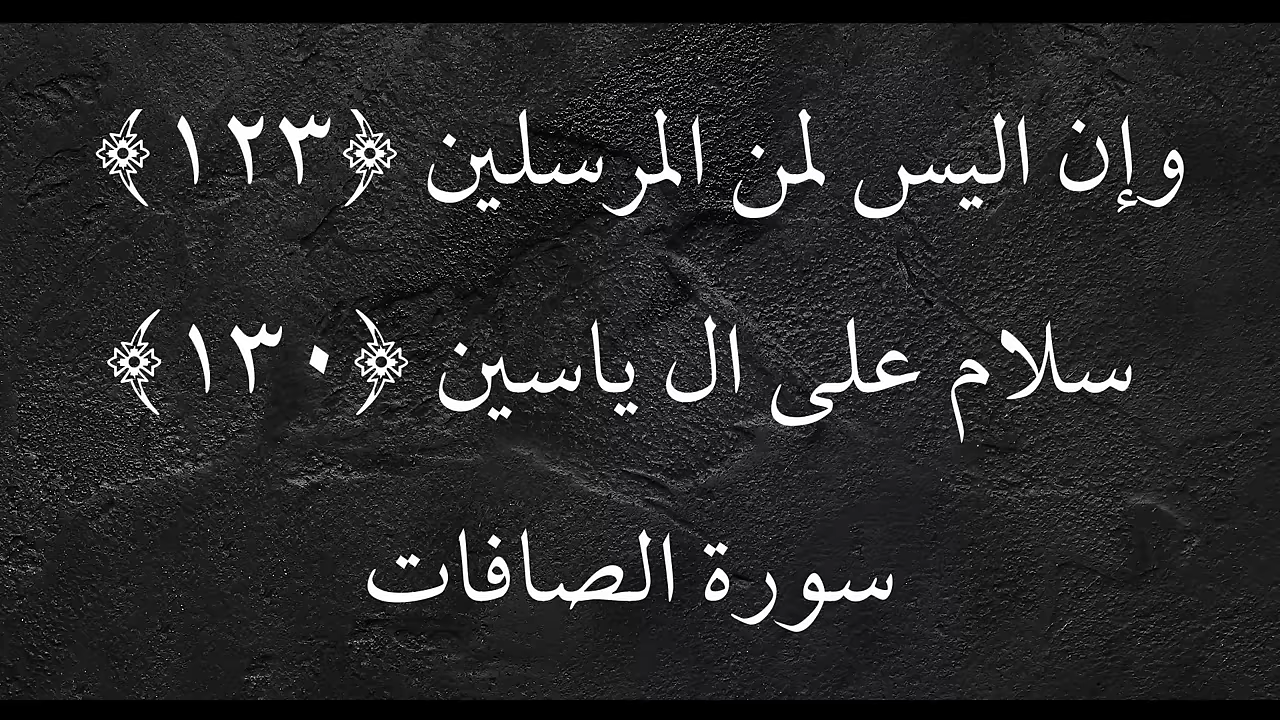 وإن اليس لمن المرسلين ﴿١٢٣﴾
سلام على ال ياسين ﴿١٣٠﴾
سورة الصافات